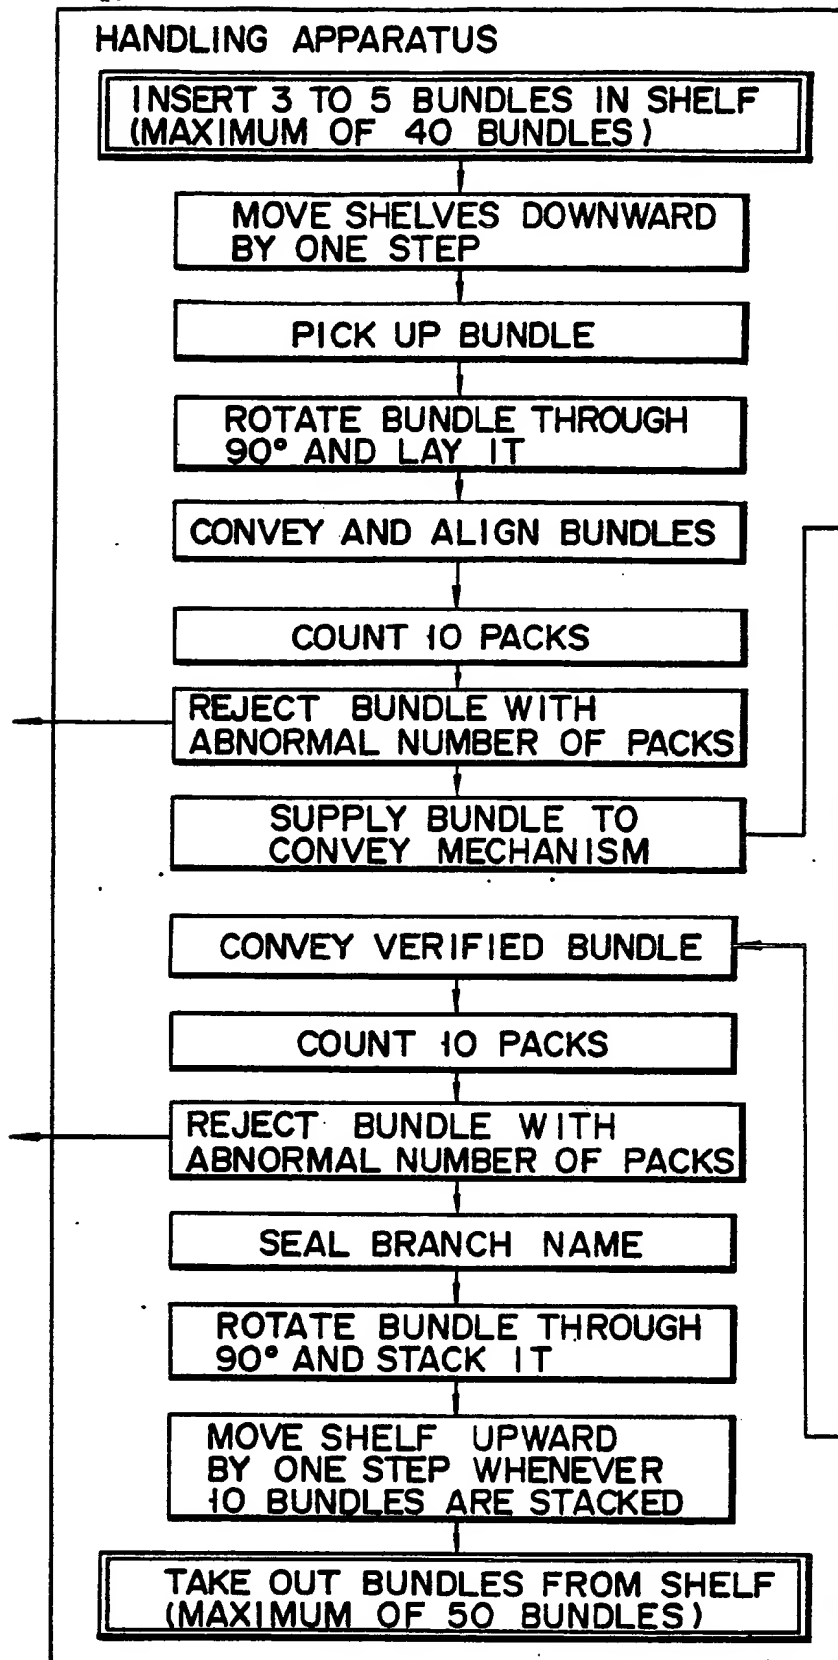 HANDLING APPARATUS
INSERT 3 TO 5 BUNDLES IN SHELF
(MAXIMUM OF 40 BUNDLES)
MOVE SHELVES DOWNWARD
BY ONE STEP
PICK UP BUNDLE
ROTATE BUNDLE THROUGH
90° AND LAY IT
CONVEY AND ALIGN BUNDLES
COUNT 10 PACKS
REJECT BUNDLE WITH
ABNORMAL NUMBER OF PACKS
SUPPLY BUNDLE TO
CONVEY MECHANISM
CONVEY VERIFIED BUNDLE
COUNT 10 PACKS
REJECT BUNDLE WITH
ABNORMAL NUMBER OF PACKS
SEAL BRANCH NAME
ROTATE BUNDLE THROUGH
90° AND STACK IT
MOVE SHELF UPWARD
BY ONE STEP WHENEVER
10 BUNDLES ARE STACKED
TAKE OUT BUNDLES FROM SHELF
(MAXIMUM OF 50 BUNDLES)